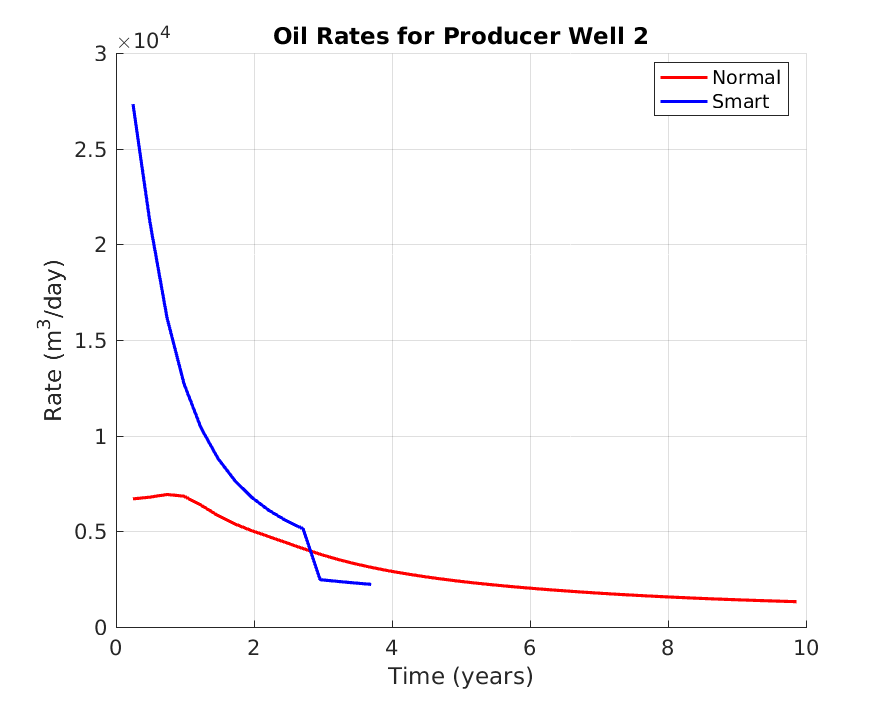 Oil Rates for Producer Well 2
×10⁴
3
2.5
2
1.5
1
0.5
0
Rate (m³/day)
Normal
Smart
0 2 4 6 8 10
Time (years)